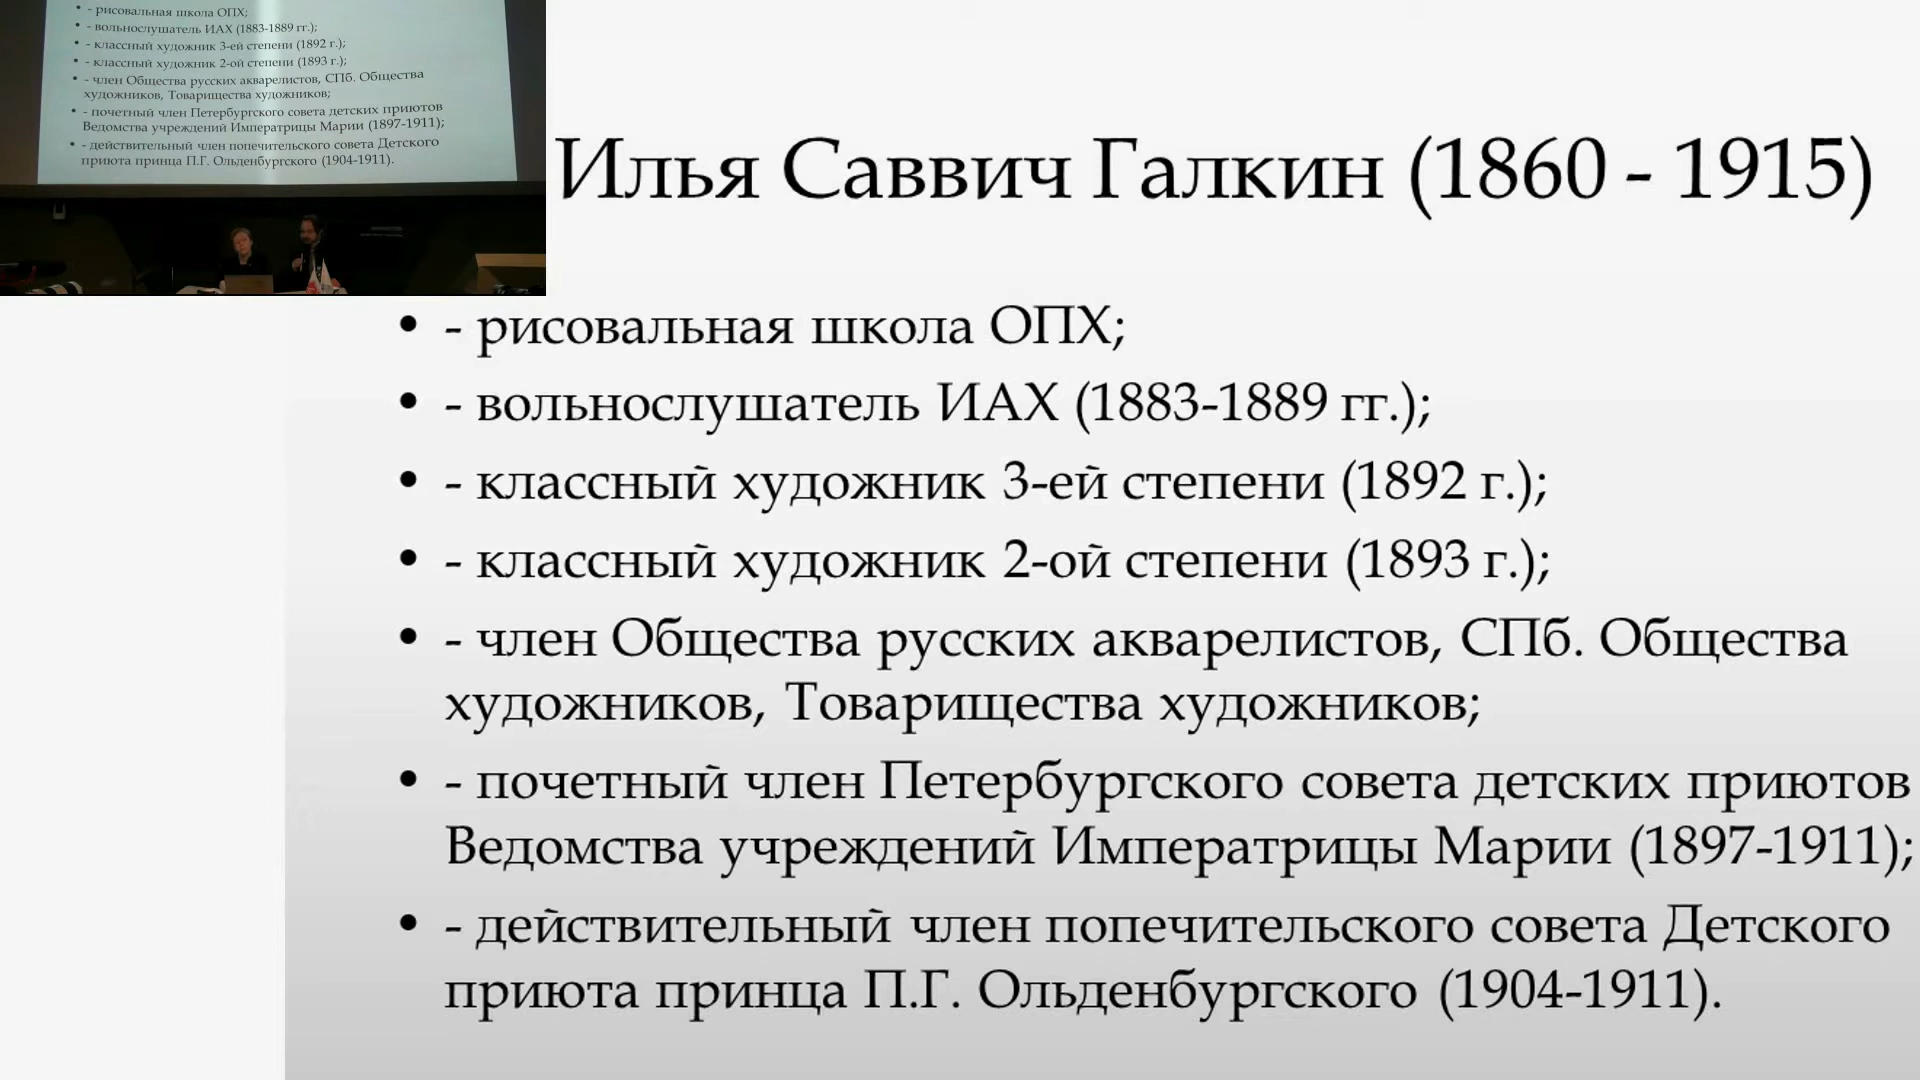 - рисовальная школа ОПХ;
- вольнослушатель ИАХ (1883-1889 гг.);
- классный художник 3-ей степени (1892 г.);
- классный художник 2-ой степени (1893 г.);
- член Общества русских акварелистов, СПб. Общества
художников, Товарищества художников;
- почетный член Петербургского совета детских приютов
Ведомства учреждений Императрицы Марии (1897-1911);
- действительный член попечительского совета Детского
приюта принца П.Г. Ольденбургского (1904-1911).
Илья Саввич Галкин (1860 - 1915)
• - рисовальная школа ОПХ;
• - вольнослушатель ИАХ (1883-1889 гг.);
• - классный художник 3-ей степени (1892 г.);
• - классный художник 2-ой степени (1893 г.);
• - член Общества русских акварелистов, СПб. Общества
художников, Товарищества художников;
• - почетный член Петербургского совета детских приютов
Ведомства учреждений Императрицы Марии (1897-1911);
• - действительный член попечительского совета Детского
приюта принца П.Г. Ольденбургского (1904-1911).